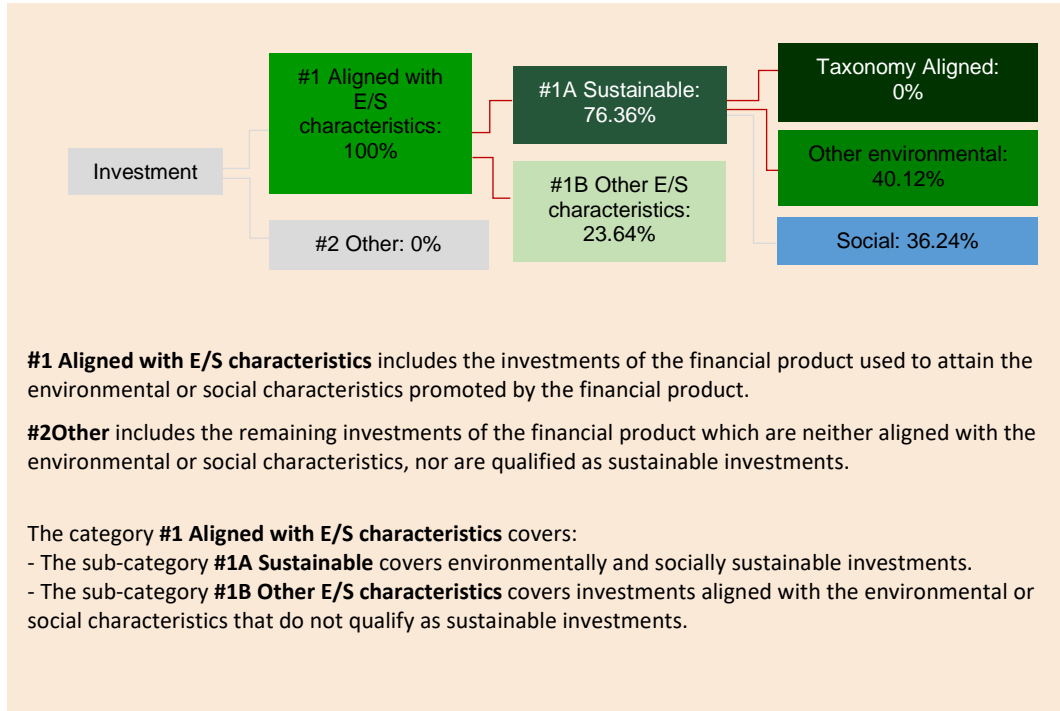 Investment
#1 Aligned with
E/S
characteristics:
100%
#2 Other: 0%
#1A Sustainable:
76.36%
#1B Other E/S
characteristics:
23.64%
Taxonomy Aligned:
0%
Other environmental:
40.12%
Social: 36.24%
#1 Aligned with E/S characteristics includes the investments of the financial product used to attain the
environmental or social characteristics promoted by the financial product.
#2Other includes the remaining investments of the financial product which are neither aligned with the
environmental or social characteristics, nor are qualified as sustainable investments.
The category #1 Aligned with E/S characteristics covers:
- The sub-category #1A Sustainable covers environmentally and socially sustainable investments.
- The sub-category #1B Other E/S characteristics covers investments aligned with the environmental or
social characteristics that do not qualify as sustainable investments.